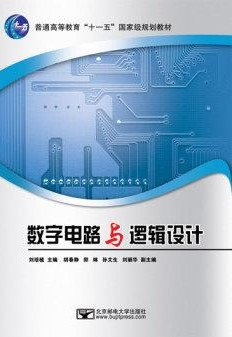 普通高等教育“十一五”国家级规划教材
数字电路与逻辑设计
刘培植 主编 胡春静 郭琳 孙文生 刘丽华 副主编
北京邮电大学出版社
www.buptpress.com